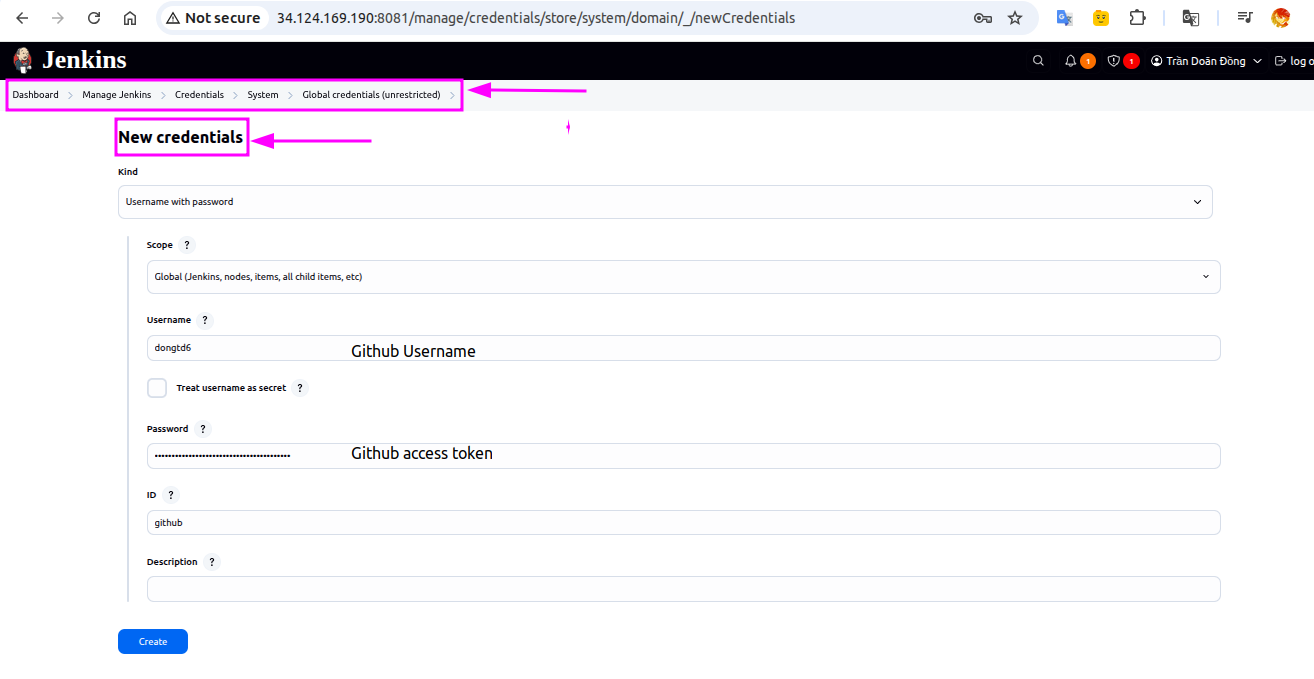 Not secure 34.124.169.190:8081/manage/credentials/store/system/domain/_/newCredentials
Jenkins 1 1 Trần Doãn Đồng log o
Dashboard Manage Jenkins Credentials System Global credentials (unrestricted)
New credentials
Kind
Username with password
Scope ?
Global (Jenkins, nodes, items, all child items, etc)
Username ?
dongtd6 Github Username
Treat username as secret ?
Password ?
Github access token
ID ?
github
Description ?
Create